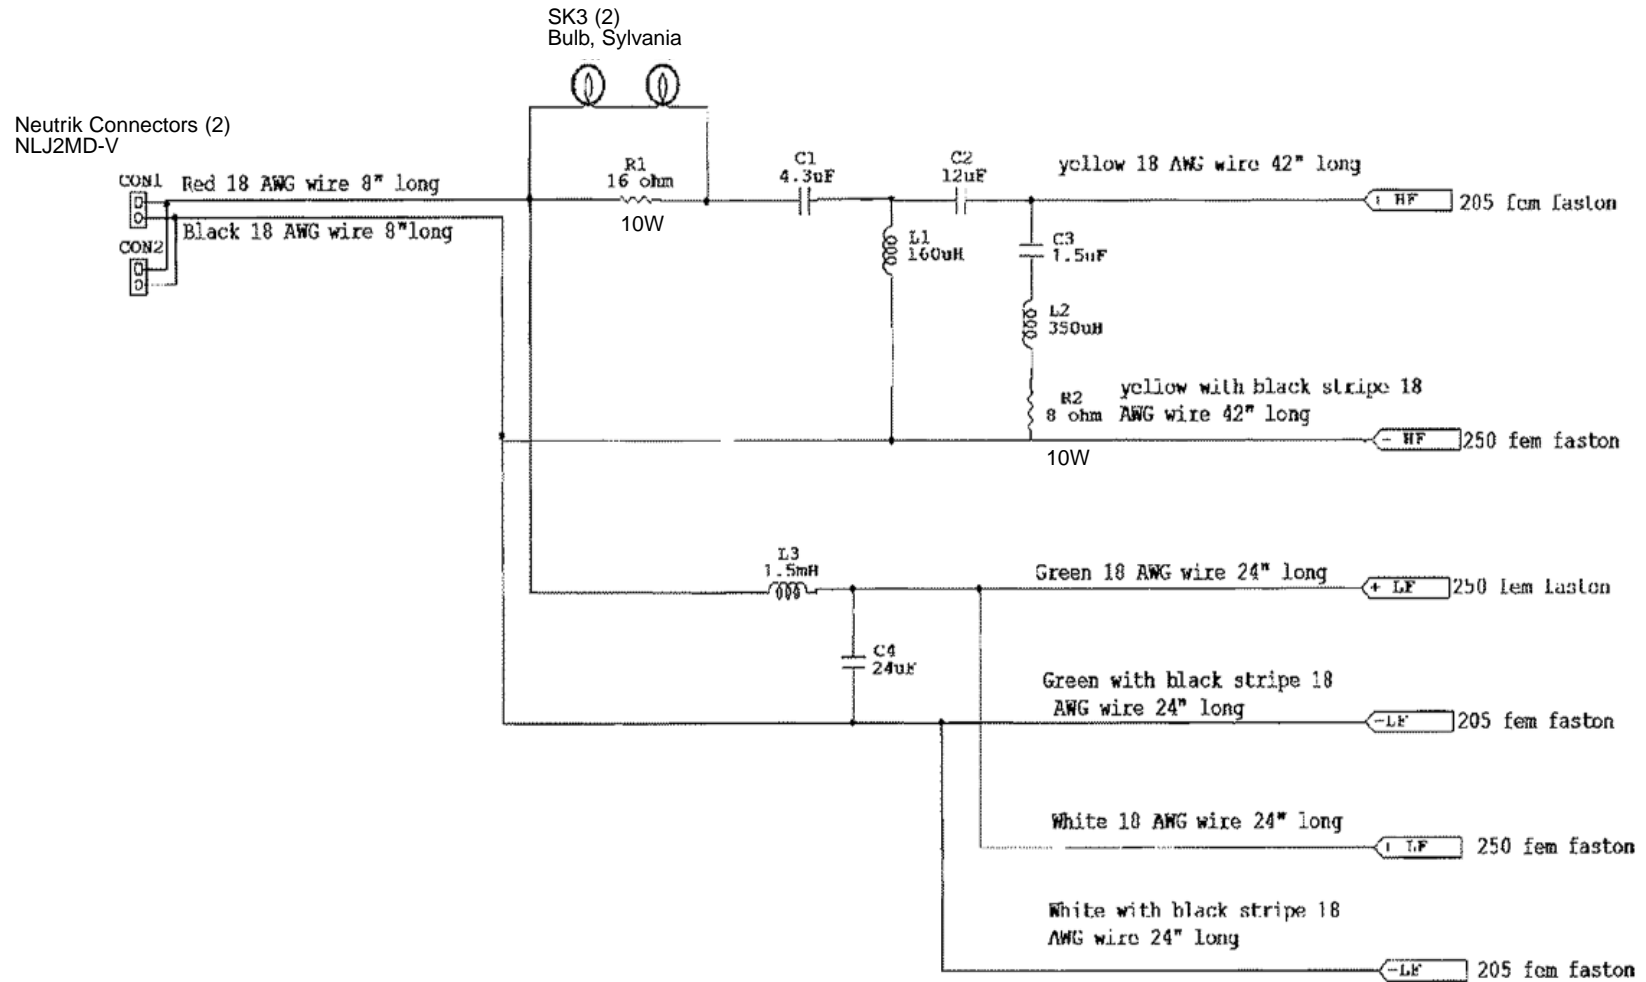 SK3 (2)
Bulb, Sylvania
Neutrik Connectors (2)
NLJ2MD-V
CON1
Red 18 AWG wire 8" long
Black 18 AWG wire 8"long
CON2
R1
16 ohm
10W
C1
4.3uF
C2
12uF
yellow 18 AWG wire 42" long
+ HF
205 fem faston
L1
160uH
C3
1.5uF
L2
350uH
R2
8 ohm
10W
yellow with black stripe 18
AWG wire 42" long
- HF
250 fem faston
L3
1.5mH
Green 18 AWG wire 24" long
+ LF
250 fem faston
C4
24uF
Green with black stripe 18
AWG wire 24" long
-LF
205 fem faston
White 18 AWG wire 24" long
+ LF
250 fem faston
White with black stripe 18
AWG wire 24" long
-LF
205 fem faston